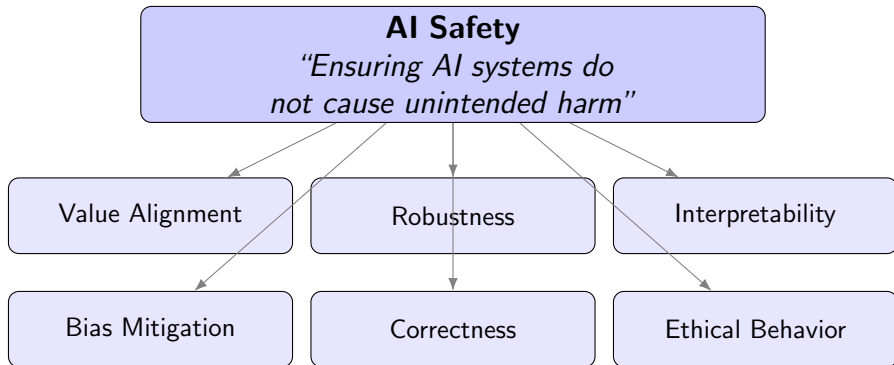 AI Safety
“Ensuring AI systems do
not cause unintended harm”
Value Alignment
Robustness
Interpretability
Bias Mitigation
Correctness
Ethical Behavior